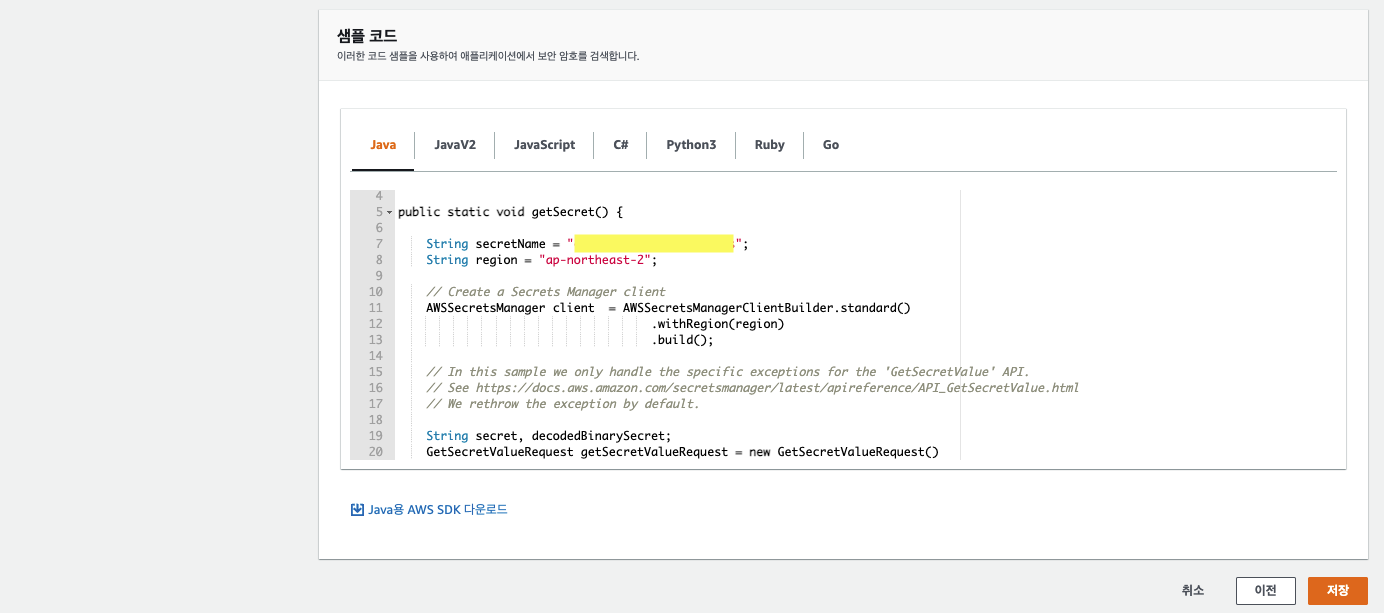 샘플 코드
이러한 코드 샘플을 사용하여 애플리케이션에서 보안 암호를 검색합니다.
Java JavaV2 JavaScript C# Python3 Ruby Go
4
5 public static void getSecret() {
6
7 String secretName = "";
8 String region = "ap-northeast-2";
9
10 // Create a Secrets Manager client
11 AWSSecretsManager client  = AWSSecretsManagerClientBuilder.standard()
12 .withRegion(region)
13 .build();
14
15 // In this sample we only handle the specific exceptions for the 'GetSecretValue' API.
16 // See https://docs.aws.amazon.com/secretsmanager/latest/apireference/API_GetSecretValue.html
17 // We rethrow the exception by default.
18
19 String secret, decodedBinarySecret;
20 GetSecretValueRequest getSecretValueRequest = new GetSecretValueRequest()
Java용 AWS SDK 다운로드
취소 이전 저장